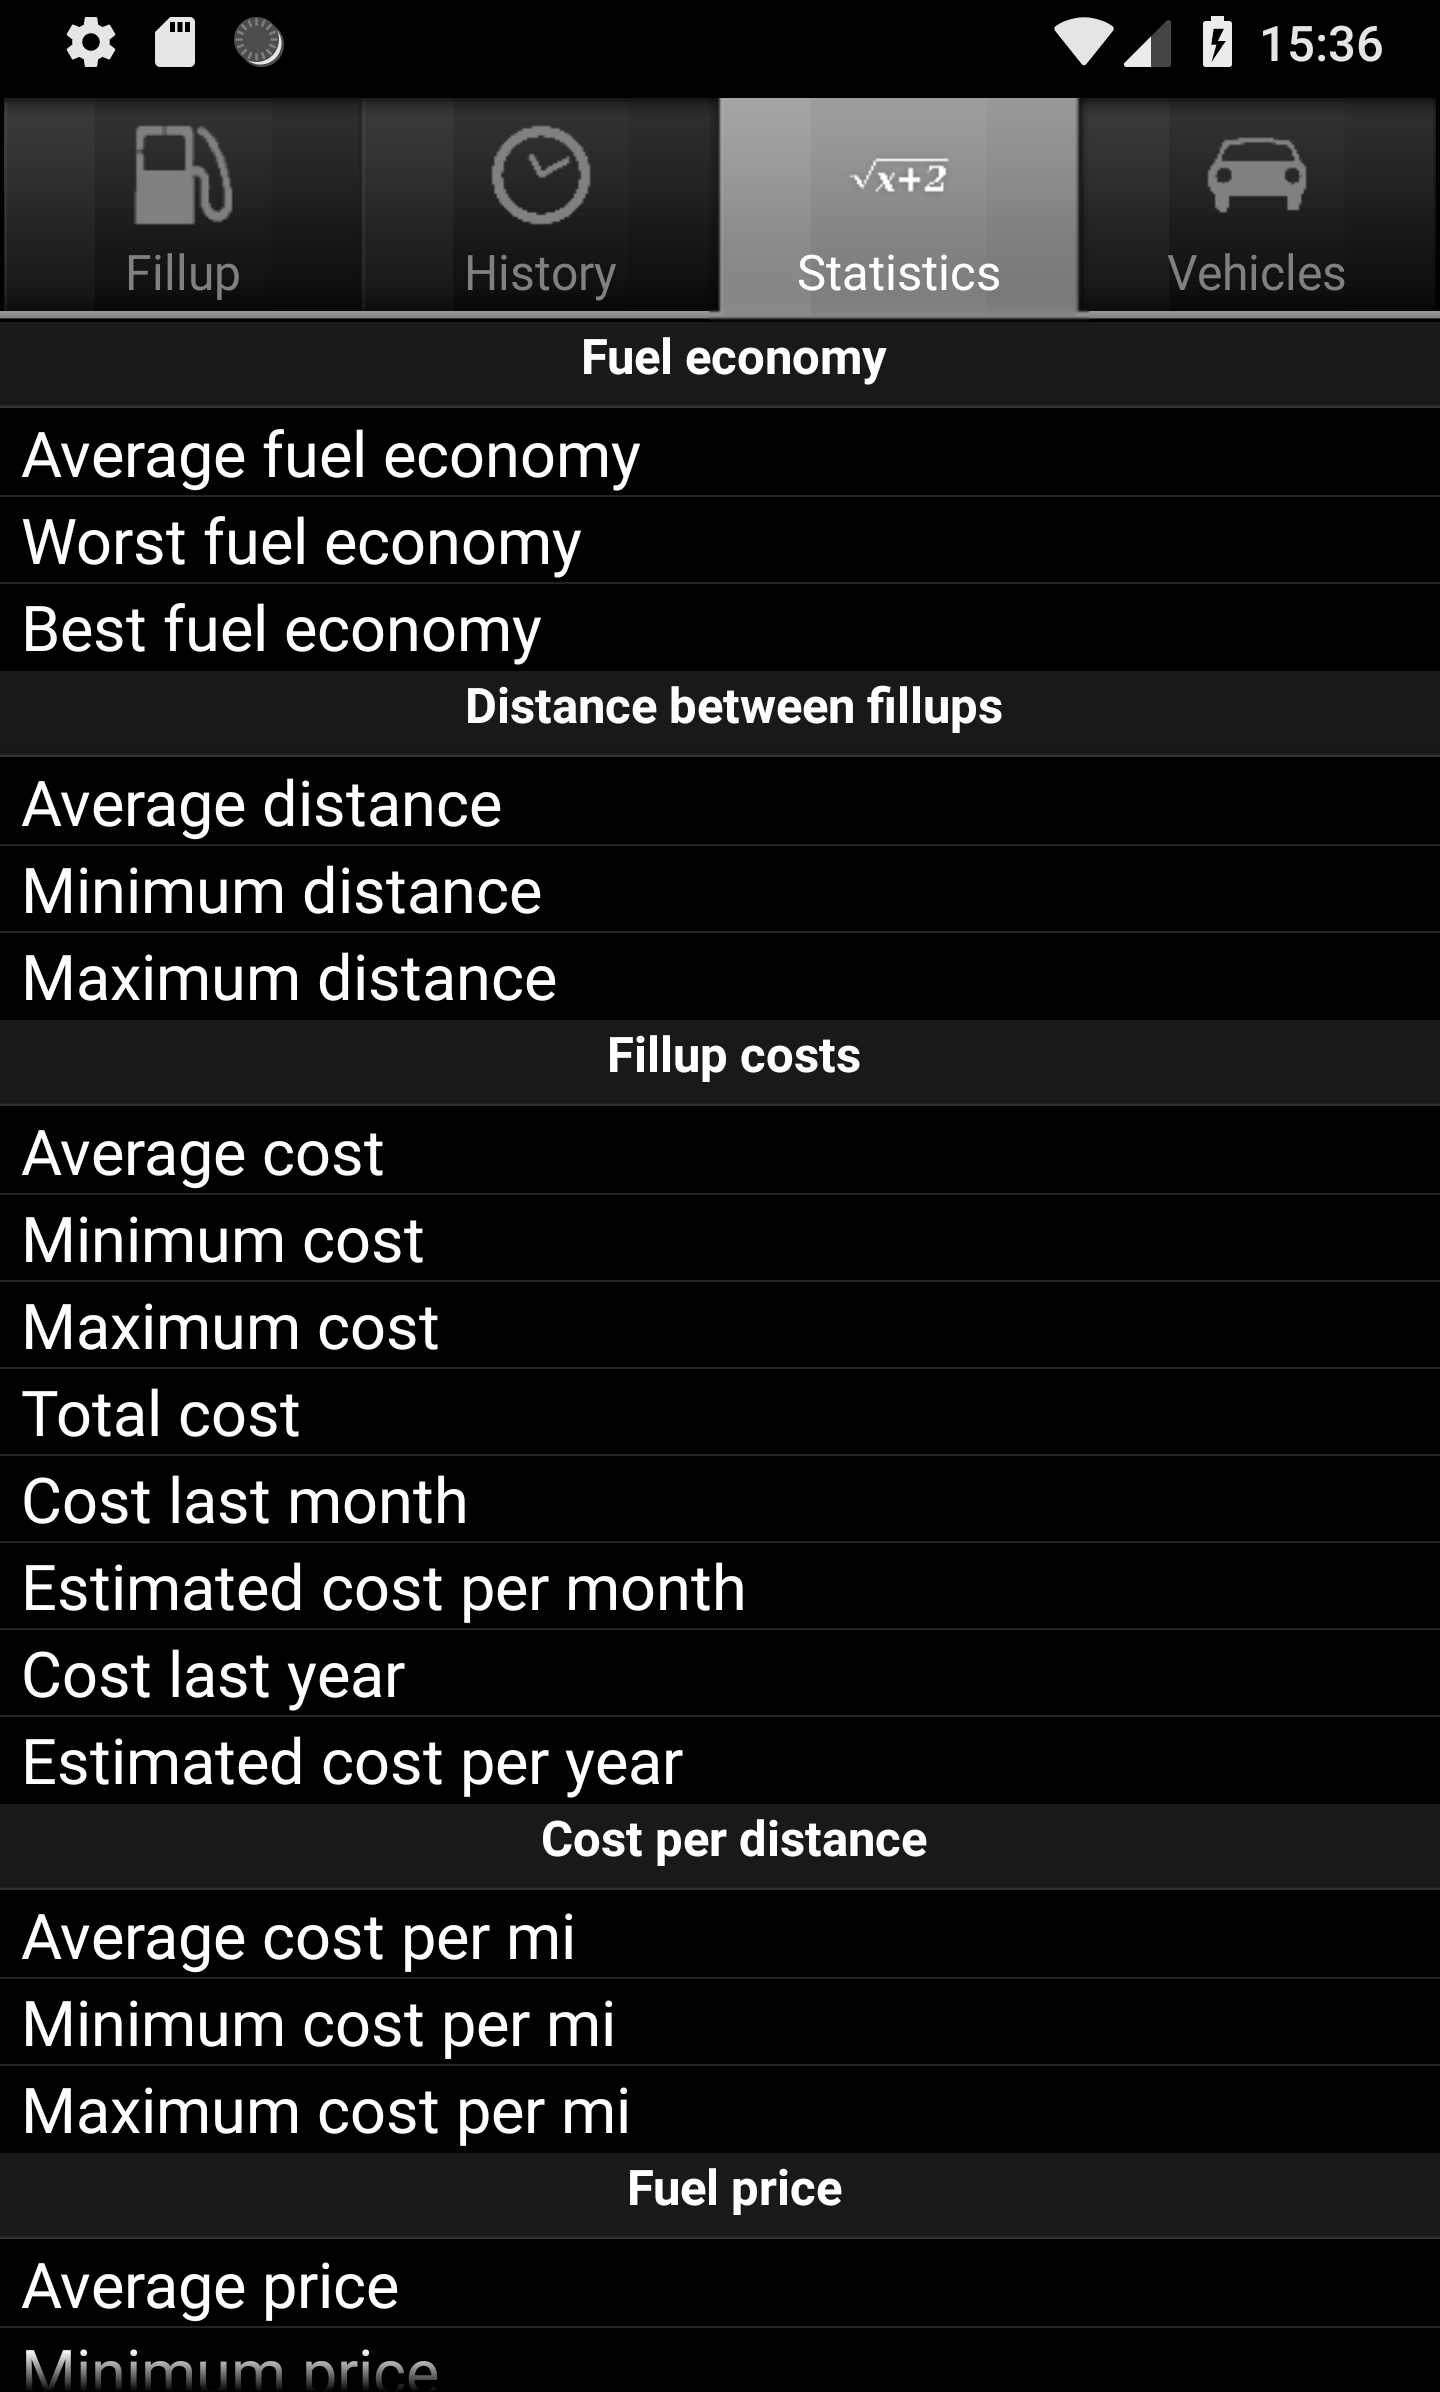 15:36
√x+2
Fillup History Statistics Vehicles
Fuel economy
Average fuel economy
Worst fuel economy
Best fuel economy
Distance between fillups
Average distance
Minimum distance
Maximum distance
Fillup costs
Average cost
Minimum cost
Maximum cost
Total cost
Cost last month
Estimated cost per month
Cost last year
Estimated cost per year
Cost per distance
Average cost per mi
Minimum cost per mi
Maximum cost per mi
Fuel price
Average price
Minimum price